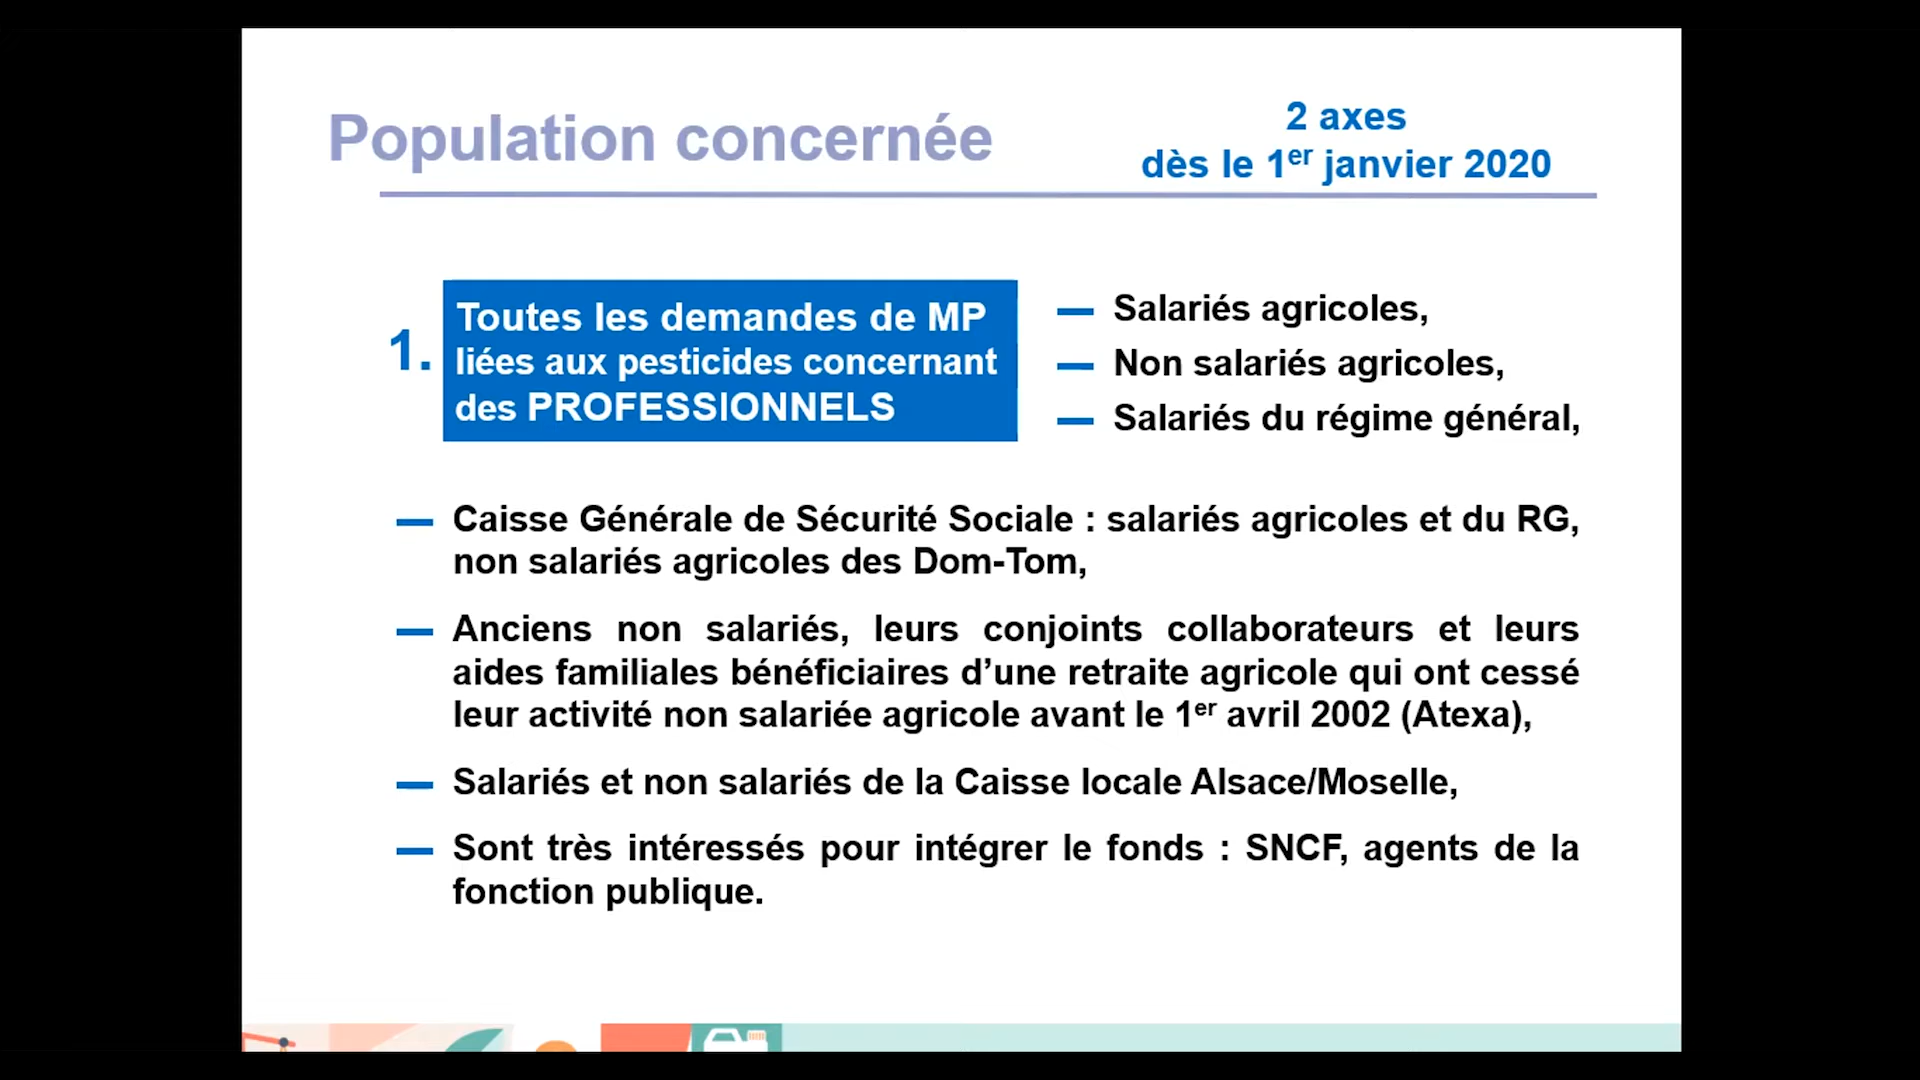 Population concernée
2 axes
dès le 1er janvier 2020
1.
Toutes les demandes de MP
liées aux pesticides concernant
des PROFESSIONNELS
— Salariés agricoles,
— Non salariés agricoles,
— Salariés du régime général,
— Caisse Générale de Sécurité Sociale : salariés agricoles et du RG,
non salariés agricoles des Dom-Tom,
— Anciens non salariés, leurs conjoints collaborateurs et leurs
aides familiales bénéficiaires d’une retraite agricole qui ont cessé
leur activité non salariée agricole avant le 1er avril 2002 (Atexa),
— Salariés et non salariés de la Caisse locale Alsace/Moselle,
— Sont très intéressés pour intégrer le fonds : SNCF, agents de la
fonction publique.